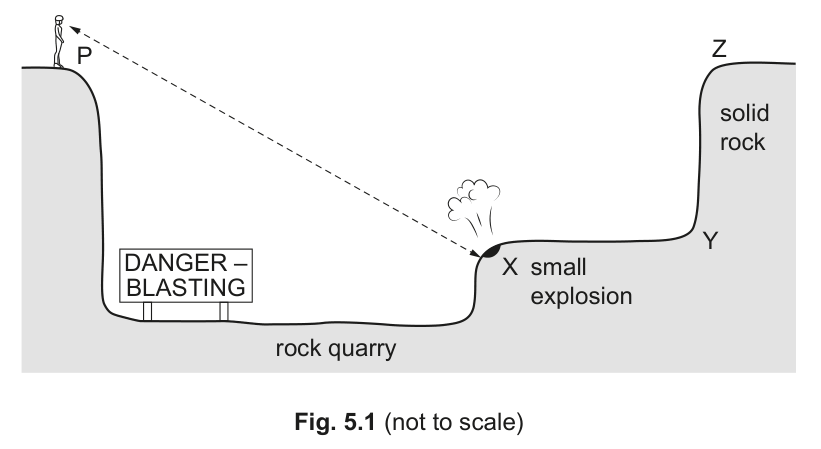 P
Z
solid
rock
DANGER –
BLASTING
Y
X small
explosion
rock quarry
Fig. 5.1 (not to scale)